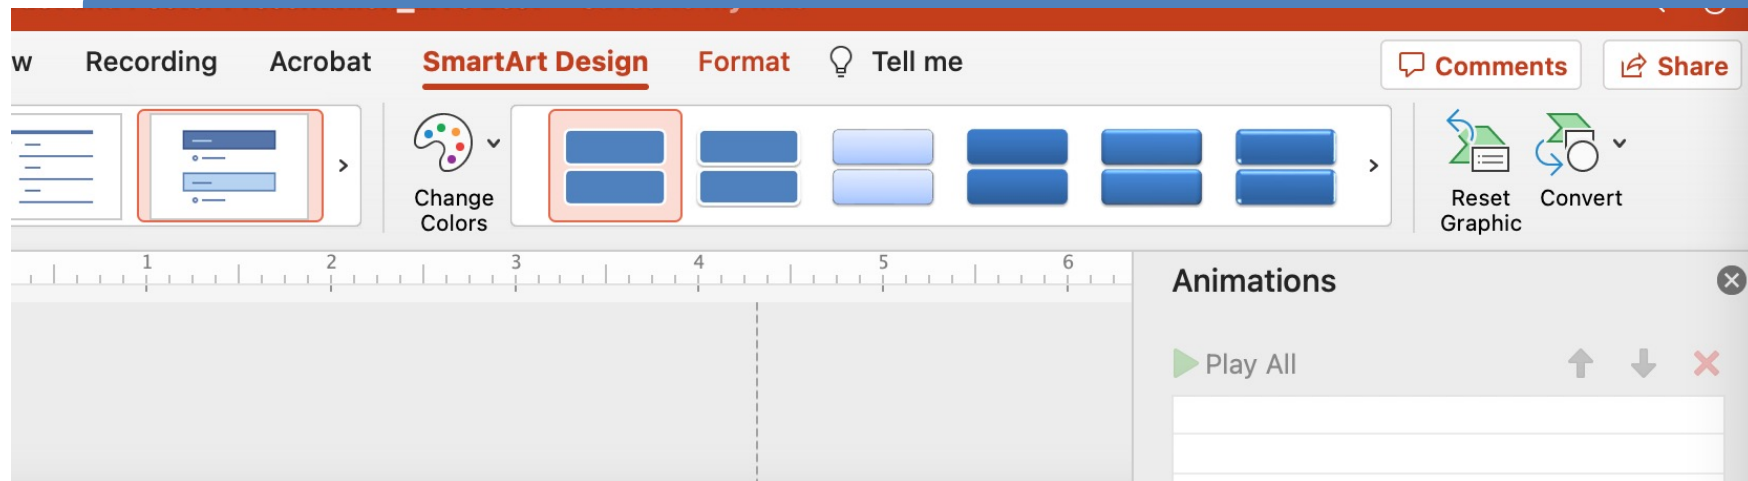 w Recording Acrobat SmartArt Design Format Tell me Comments Share
Change
Colors
Reset
Graphic
Convert
1 2 3 4 5 6
Animations
Play All